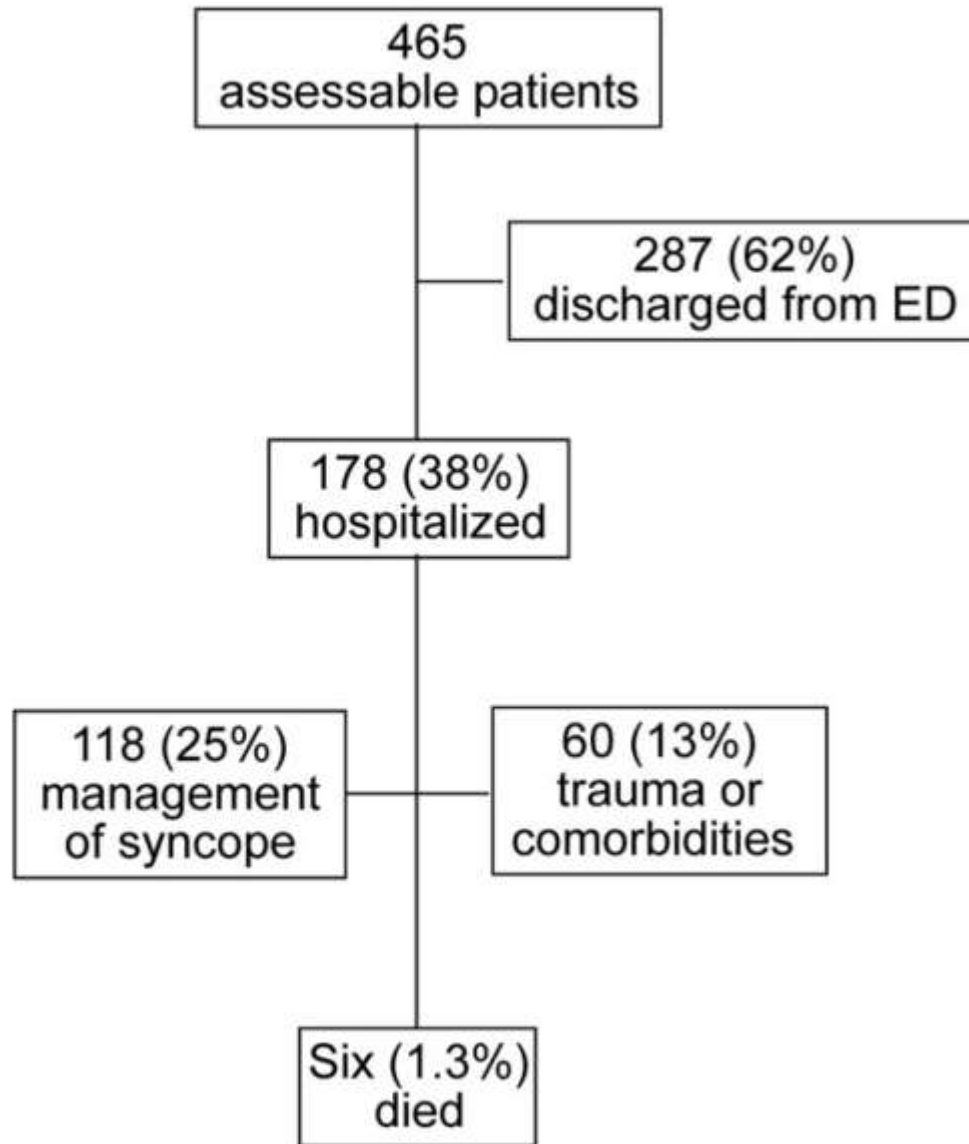 465
assessable patients
287 (62%)
discharged from ED
178 (38%)
hospitalized
118 (25%)
management
of syncope
60 (13%)
trauma or
comorbidities
Six (1.3%)
died